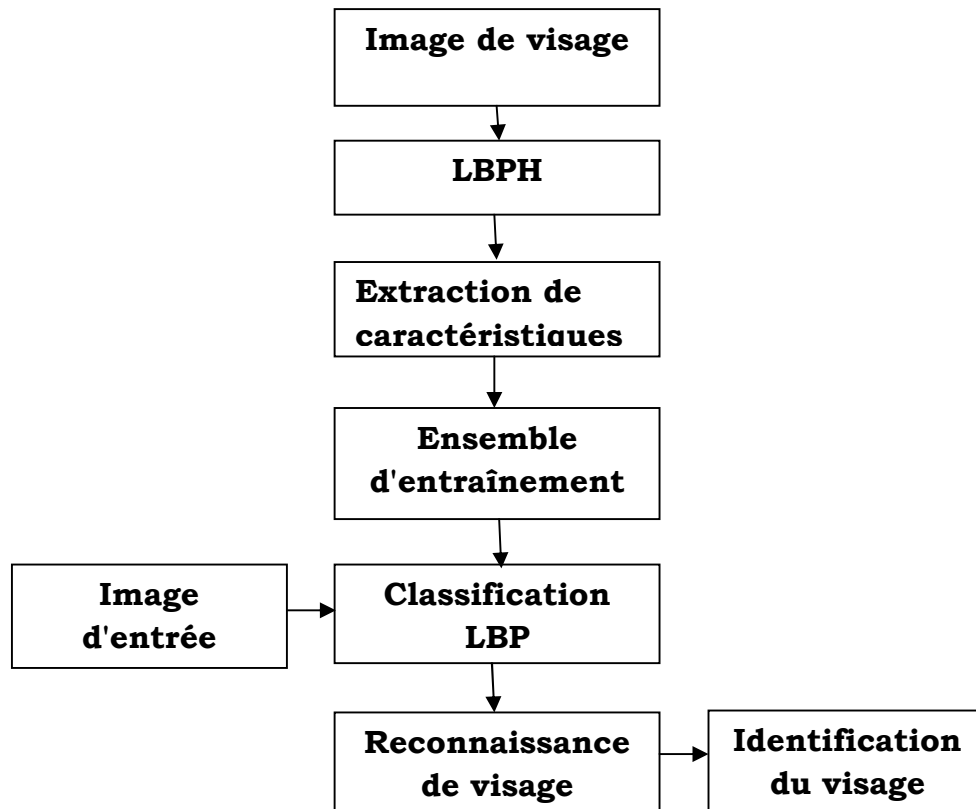 Image de visage
LBPH
Extraction de
caractéristiques
Ensemble
d'entraînement
Image
d'entrée
Classification
LBP
Reconnaissance
de visage
Identification
du visage